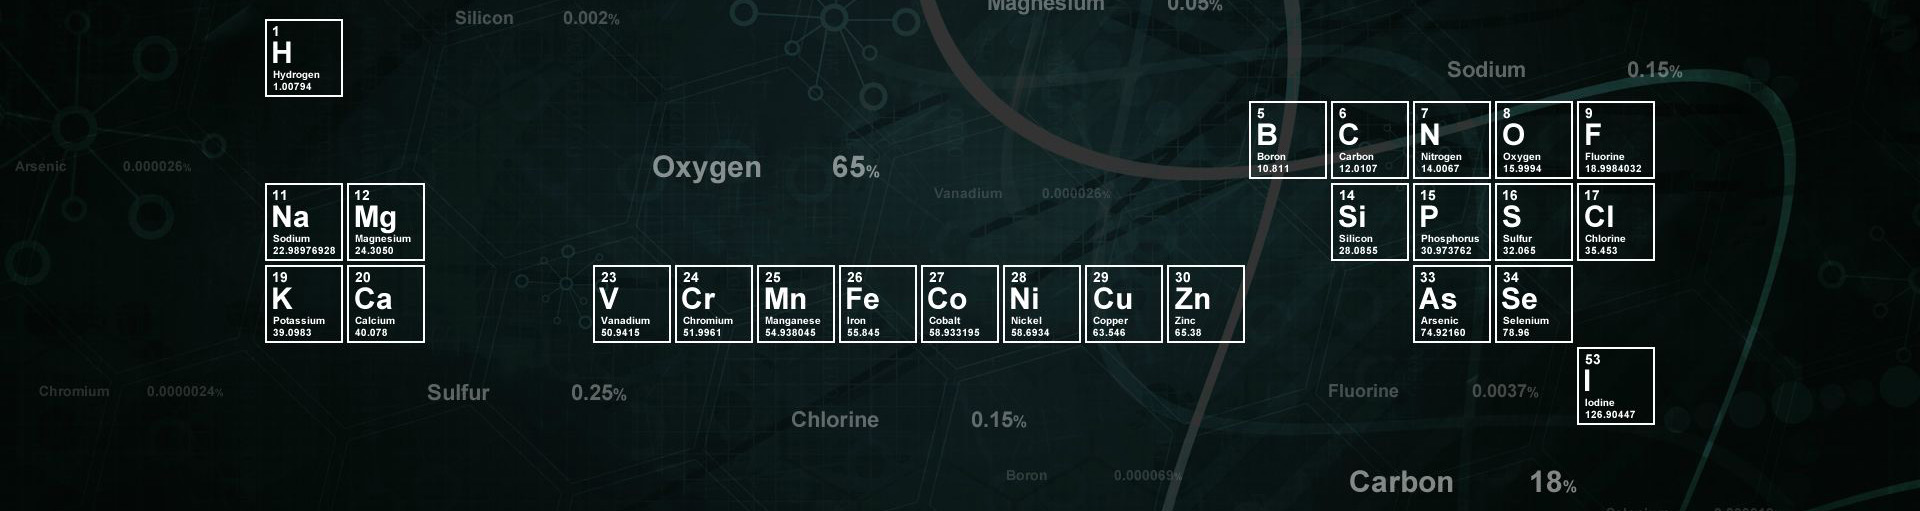 Silicon 0.002%
Magnesium 0.05%
1
H
Hydrogen
1.00794
Sodium 0.15%
Arsenic 0.000026%
Oxygen 65%
Vanadium 0.000026%
5
B
Boron
10.811
6
C
Carbon
12.0107
7
N
Nitrogen
14.0067
8
O
Oxygen
15.9994
9
F
Fluorine
18.9984032
11
Na
Sodium
22.98976928
12
Mg
Magnesium
24.3050
14
Si
Silicon
28.0855
15
P
Phosphorus
30.973762
16
S
Sulfur
32.065
17
Cl
Chlorine
35.453
19
K
Potassium
39.0983
20
Ca
Calcium
40.078
23
V
Vanadium
50.9415
24
Cr
Chromium
51.9961
25
Mn
Manganese
54.938045
26
Fe
Iron
55.845
27
Co
Cobalt
58.933195
28
Ni
Nickel
58.6934
29
Cu
Copper
63.546
30
Zn
Zinc
65.38
33
As
Arsenic
74.92160
34
Se
Selenium
78.96
53
I
Iodine
126.90447
Chromium 0.0000024%
Sulfur 0.25%
Chlorine 0.15%
Fluorine 0.0037%
Boron 0.000069%
Carbon 18%